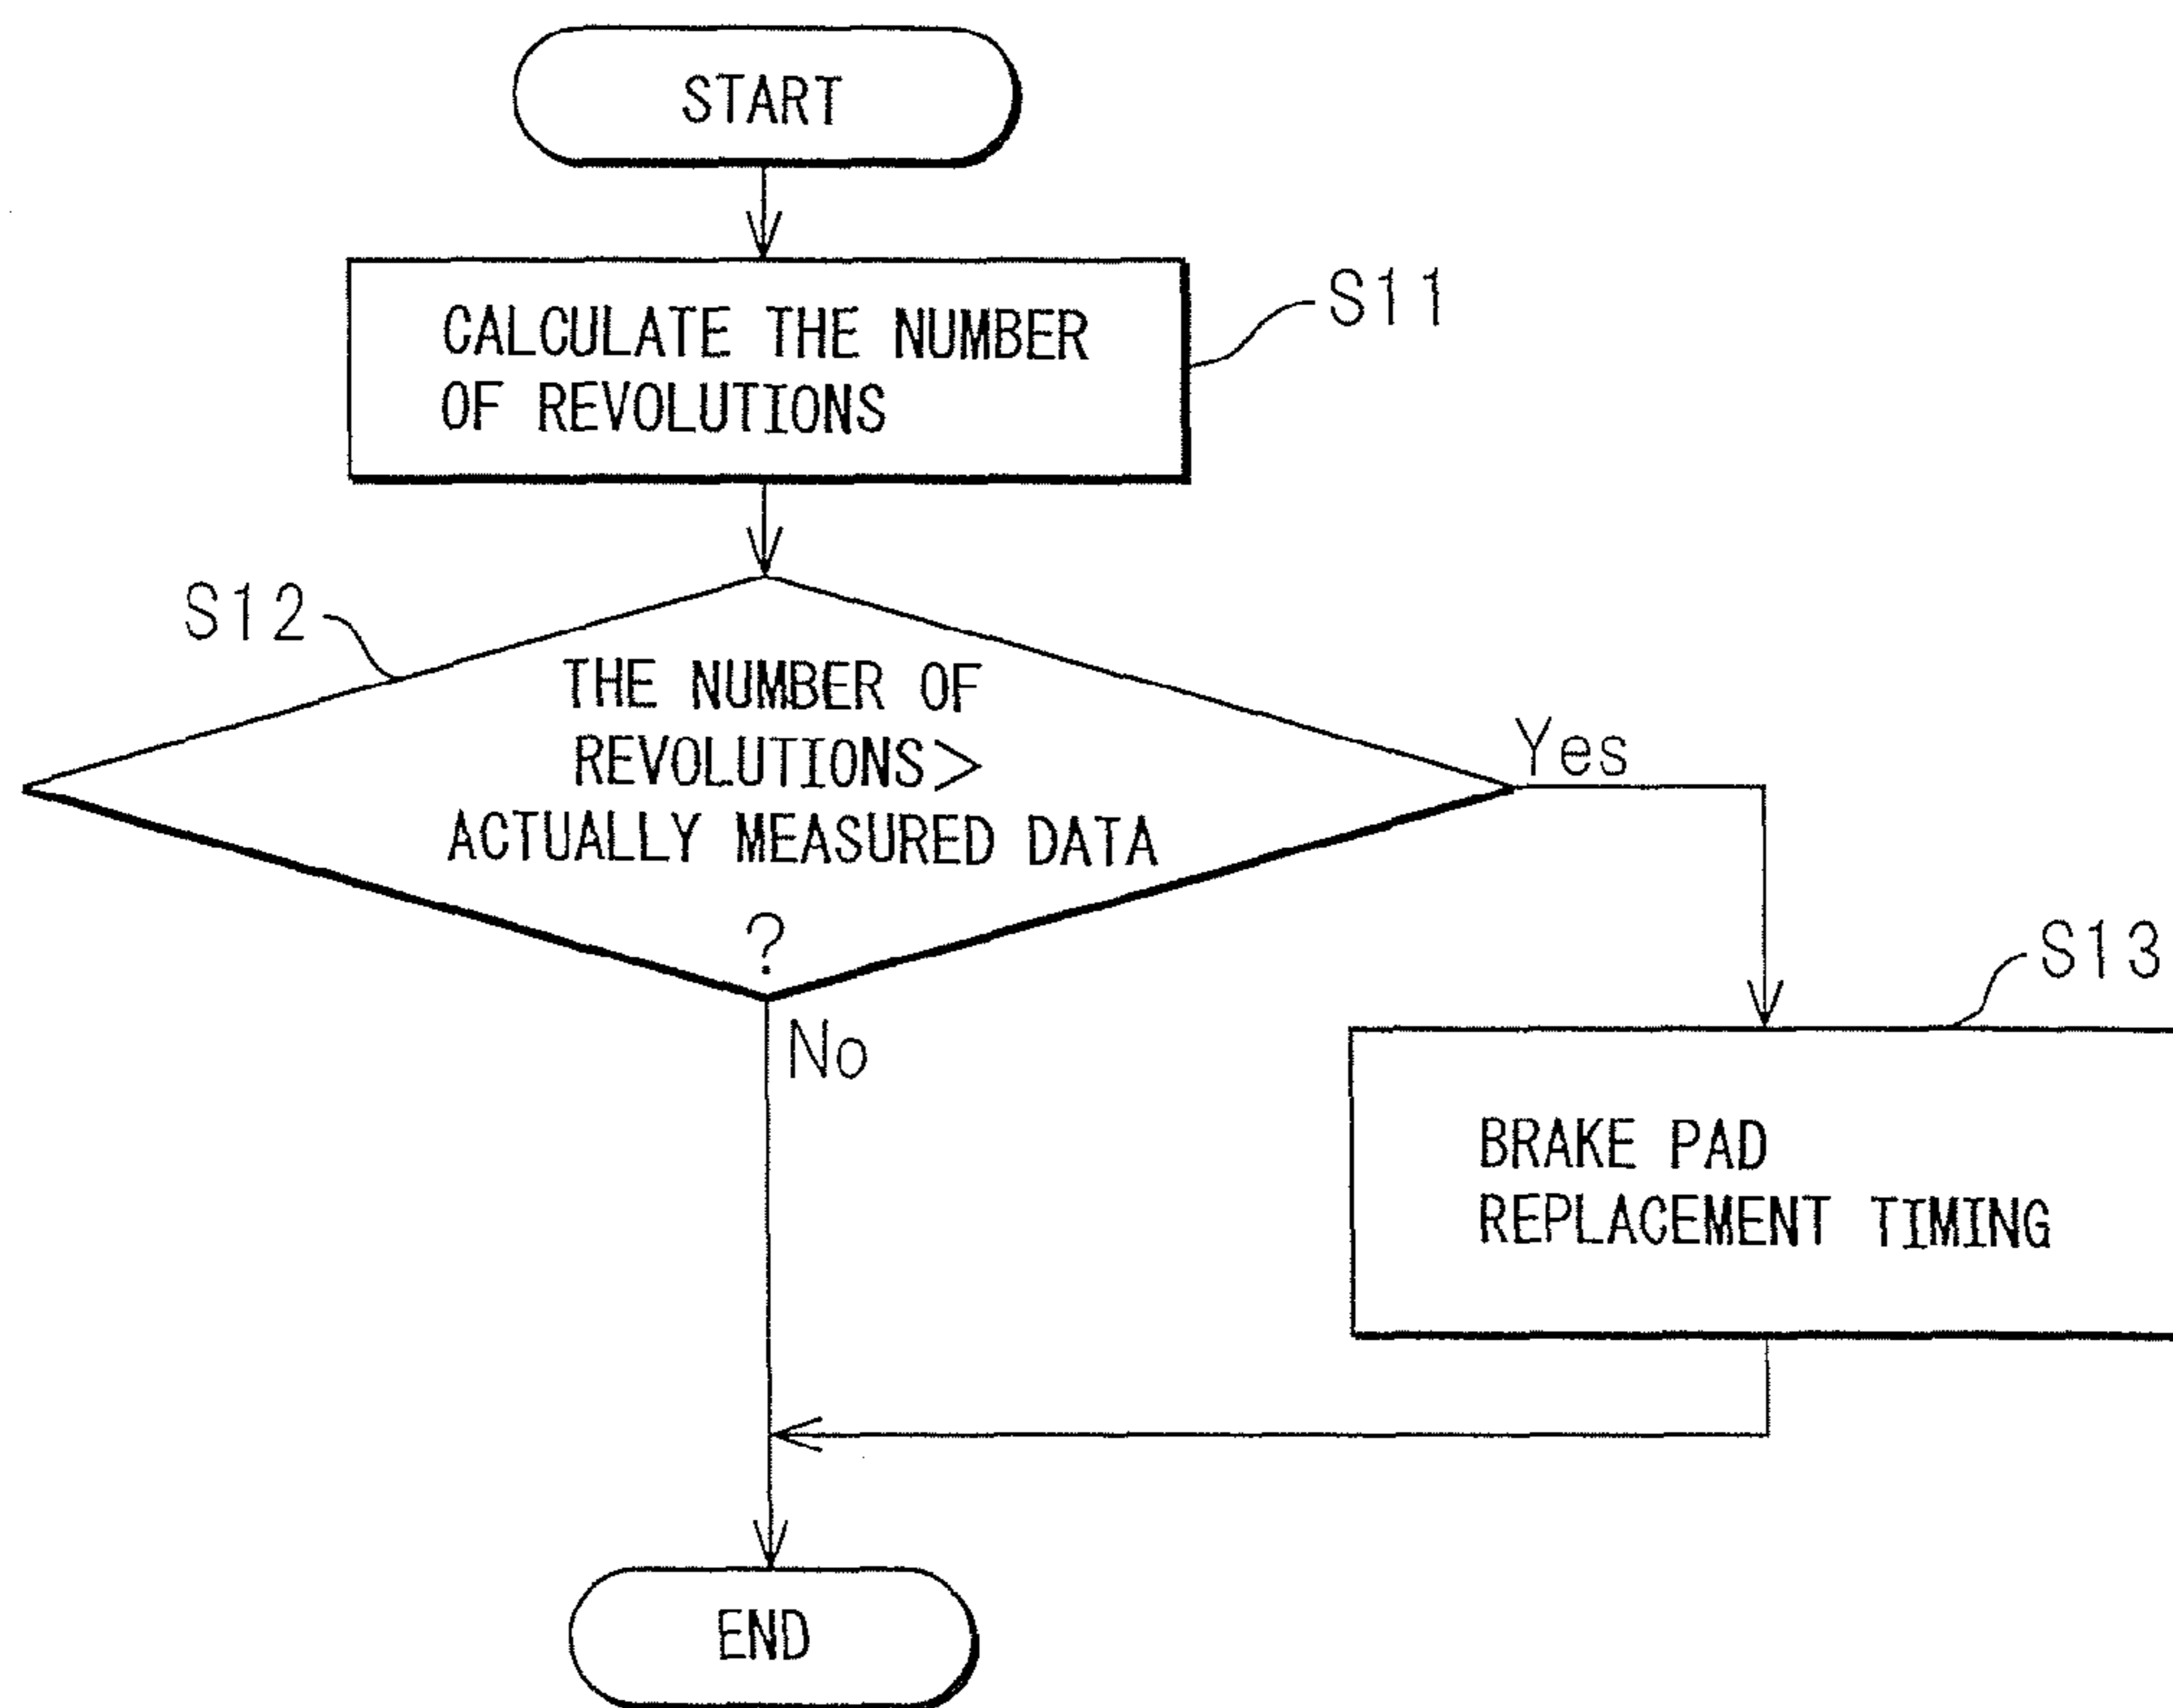 START
CALCULATE THE NUMBER
OF REVOLUTIONS
S11
S12
THE NUMBER OF
REVOLUTIONS>
ACTUALLY MEASURED DATA
?
Yes
No
S13
BRAKE PAD
REPLACEMENT TIMING
END